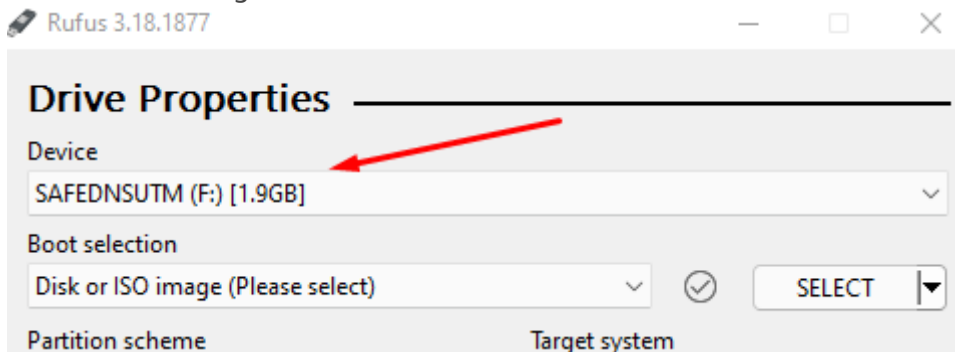 Rufus 3.18.1877
Drive Properties
Device
SAFEDNSUTM (F:) [1.9GB]
Boot selection
Disk or ISO image (Please select)
SELECT
Partition scheme
Target system